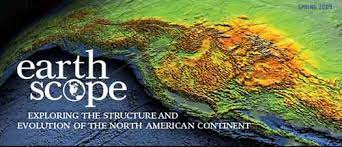 SPRING 2009
earth
scope
EXPLORING THE STRUCTURE AND
EVOLUTION OF THE NORTH AMERICAN CONTINENT